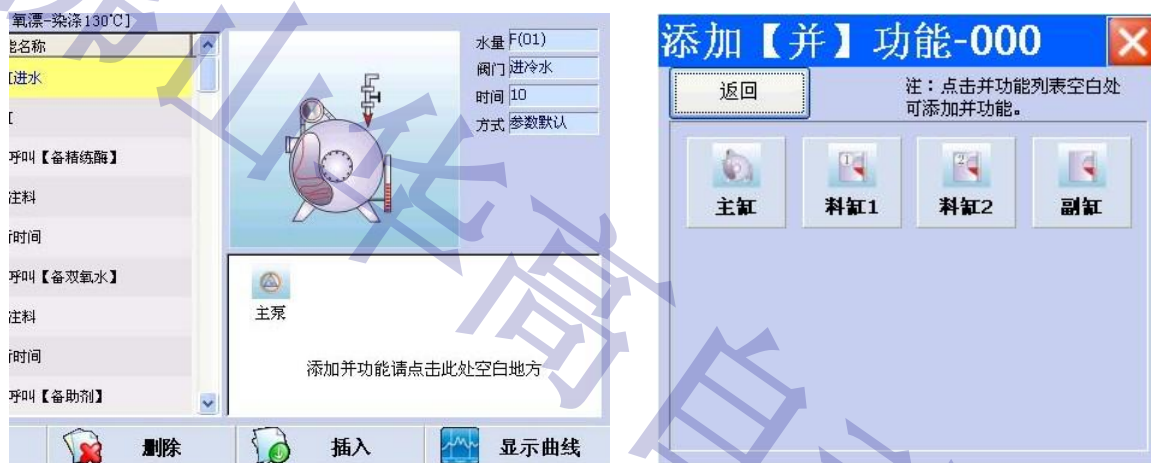 氧漂-染涤130℃]
能名称
缸进水
呼叫【备精练酶】
注料
行时间
呼叫【备双氧水】
注料
行时间
呼叫【备助剂】
水量 F(01)
阀门 进冷水
时间 10
方式 参数默认
主泵
添加并功能请点击此处空白地方
删除
插入
显示曲线
添加【并】功能-000
返回
注：点击并功能列表空白处
可添加并功能。
主缸
料缸1
料缸2
副缸